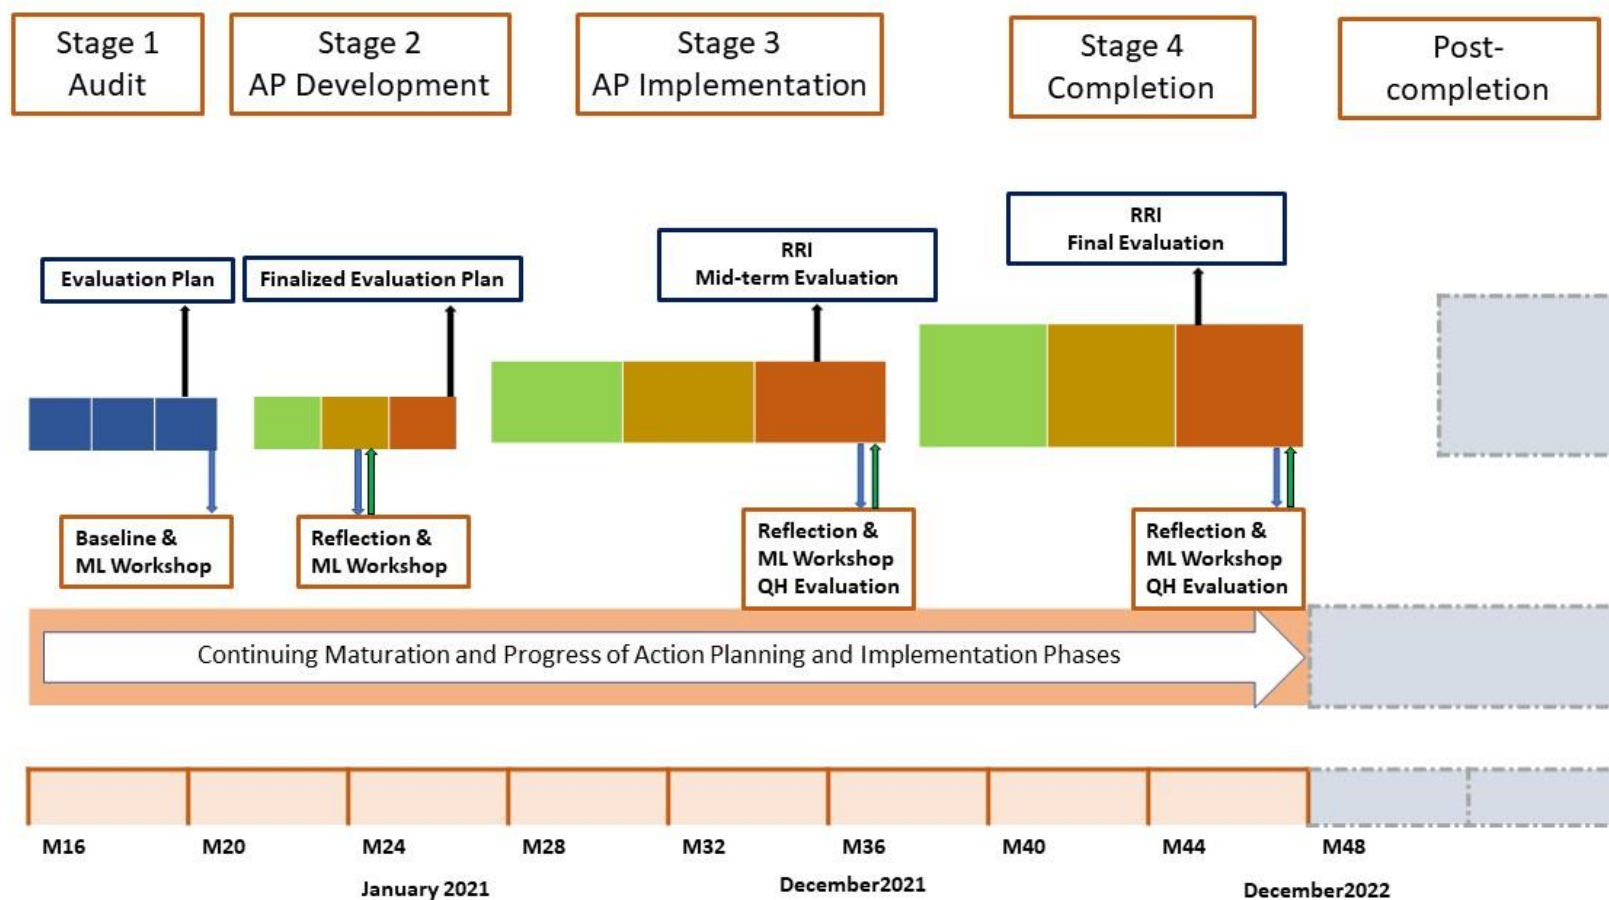 Stage 1
Audit
Stage 2
AP Development
Stage 3
AP Implementation
Stage 4
Completion
Post-
completion
Evaluation Plan
Finalized Evaluation Plan
RRI
Mid-term Evaluation
RRI
Final Evaluation
Baseline &
ML Workshop
Reflection &
ML Workshop
Reflection &
ML Workshop
QH Evaluation
Reflection &
ML Workshop
QH Evaluation
Continuing Maturation and Progress of Action Planning and Implementation Phases
M16
M20
M24
M28
M32
M36
M40
M44
M48
January 2021
December2021
December2022